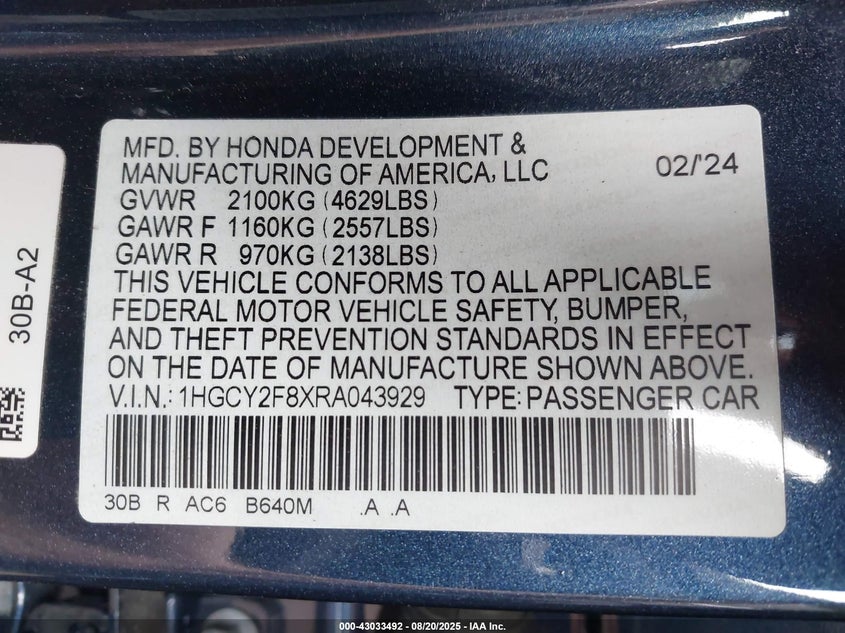 MFD. BY HONDA DEVELOPMENT &
MANUFACTURING OF AMERICA, LLC 02/'24
GVWR 2100KG (4629LBS)
GAWR F 1160KG (2557LBS)
GAWR R 970KG (2138LBS)
THIS VEHICLE CONFORMS TO ALL APPLICABLE
FEDERAL MOTOR VEHICLE SAFETY, BUMPER,
AND THEFT PREVENTION STANDARDS IN EFFECT
ON THE DATE OF MANUFACTURE SHOWN ABOVE.
V.I.N.: 1HGCY2F8XRA043929 TYPE: PASSENGER CAR
30B R AC6 B640M .A .A
30B-A2
000-43033492 - 08/20/2025 - IAA Inc.